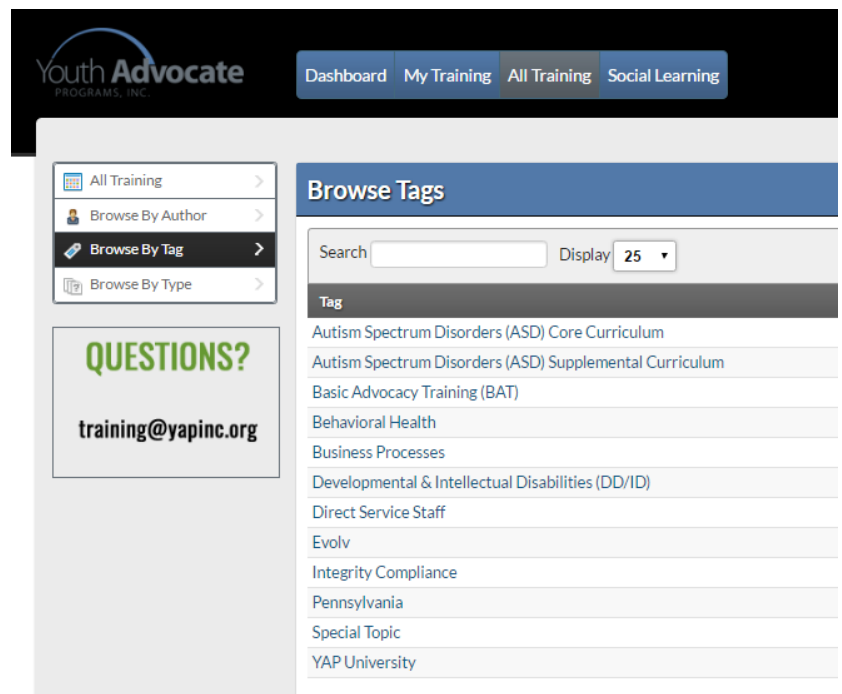 Youth Advocate
PROGRAMS, INC.
Dashboard My Training All Training Social Learning
All Training
Browse By Author
Browse By Tag
Browse By Type
QUESTIONS?
training@yapinc.org
Browse Tags
Search Display 25
Tag
Autism Spectrum Disorders (ASD) Core Curriculum
Autism Spectrum Disorders (ASD) Supplemental Curriculum
Basic Advocacy Training (BAT)
Behavioral Health
Business Processes
Developmental & Intellectual Disabilities (DD/ID)
Direct Service Staff
Evolv
Integrity Compliance
Pennsylvania
Special Topic
YAP University